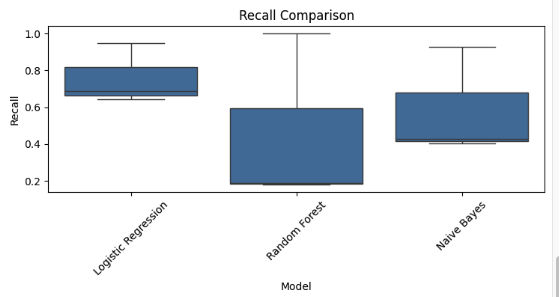 Recall Comparison
1.0
0.8
0.6
0.4
0.2
Recall
Logistic Regression
Random Forest
Naive Bayes
Model